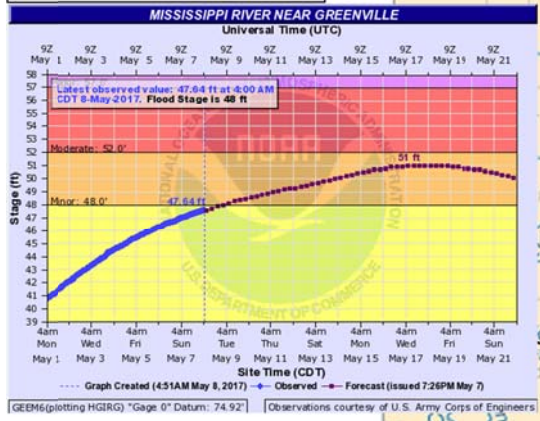 MISSISSIPPI RIVER NEAR GREENVILLE
Universal Time (UTC)
9Z 9Z 9Z 9Z 9Z 9Z 9Z 9Z 9Z 9Z 9Z
May 1 May 3 May 5 May 7 May 9 May 11 May 13 May 15 May 17 May 19 May 21
Latest observed value: 47.64 ft at 4:00 AM
CDT 8-May-2017. Flood Stage is 48 ft
Moderate: 52.0'
51 ft
Minor: 48.0'
47.64 ft
NOAA
U.S. DEPARTMENT OF COMMERCE
Stage (ft)
58
57
56
55
54
53
52
51
50
49
48
47
46
45
44
43
42
41
40
39
4am 4am 4am 4am 4am 4am 4am 4am 4am 4am 4am
Mon Wed Fri Sun Tue Thu Sat Mon Wed Fri Sun
May 1 May 3 May 5 May 7 May 9 May 11 May 13 May 15 May 17 May 19 May 21
Site Time (CDT)
Graph Created (4:51AM May 8, 2017) Observed Forecast (issued 7:26PM May 7)
GEEM6(plotting HGIRG) "Gage 0" Datum: 74.92' Observations courtesy of U.S. Army Corps of Engineers